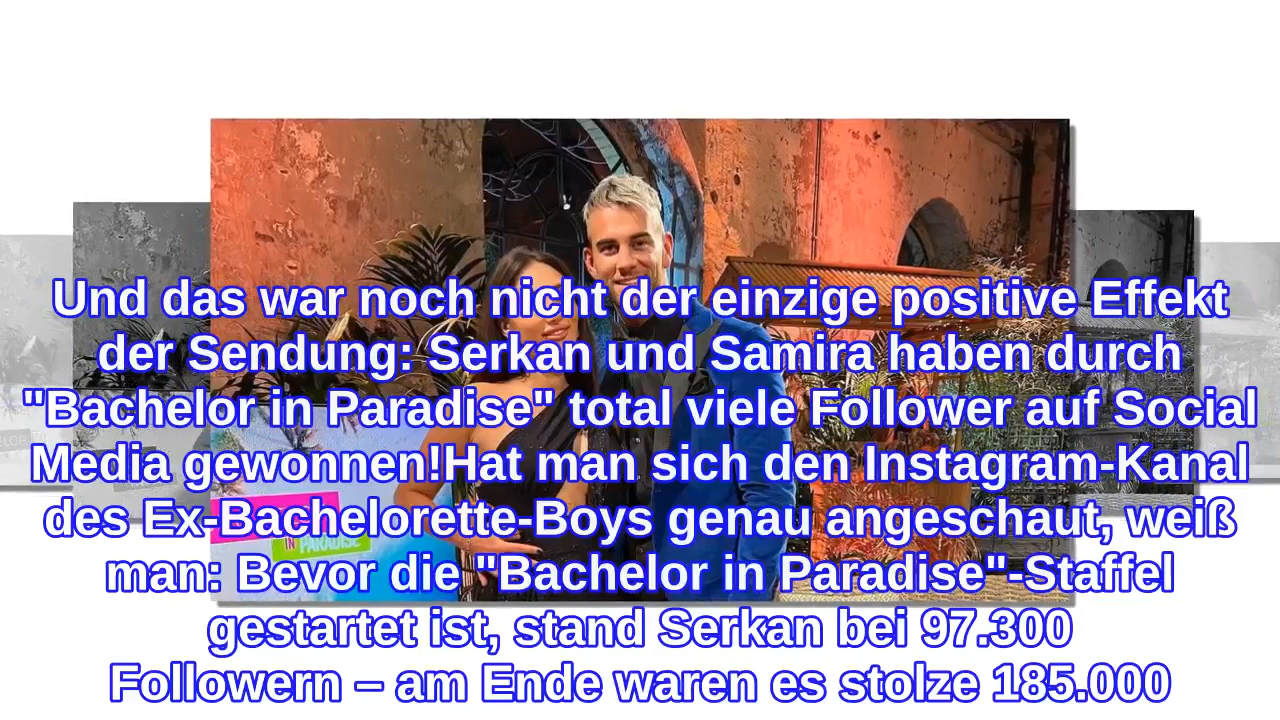 Und das war noch nicht der einzige positive Effekt
der Sendung: Serkan und Samira haben durch
"Bachelor in Paradise" total viele Follower auf Social
Media gewonnen!Hat man sich den Instagram-Kanal
des Ex-Bachelorette-Boys genau angeschaut, weiß
man: Bevor die "Bachelor in Paradise"-Staffel
gestartet ist, stand Serkan bei 97.300
Followern – am Ende waren es stolze 185.000
IN PARADISE